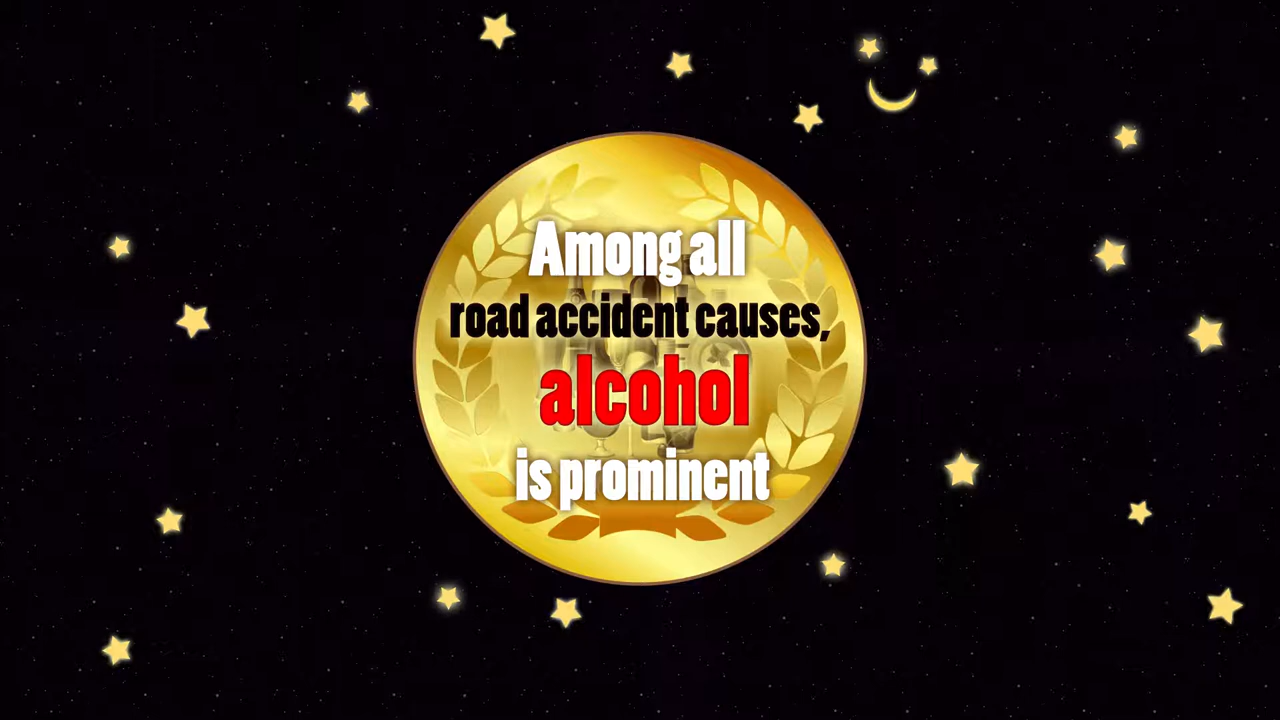 Among all
road accident causes,
alcohol
is prominent